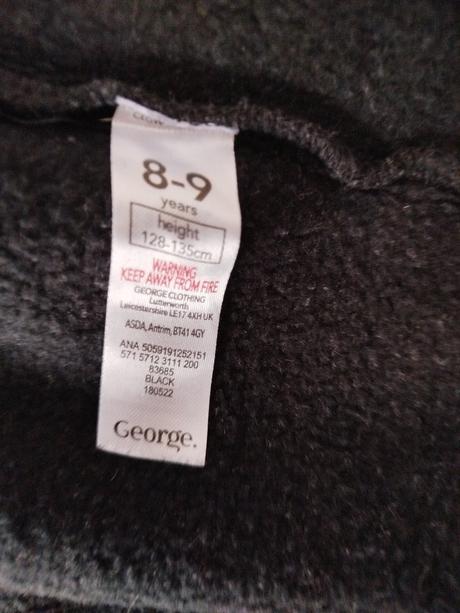 8-9
years
height
128-135cm
WARNING
KEEP AWAY FROM FIRE
GEORGE CLOTHING
Lutterworth
Leicestershire LE17 4XH UK
ASDA, Antrim, BT41 4GY
ANA 5059191252151
571 5712 3111 200
83685
BLACK
180522
George.